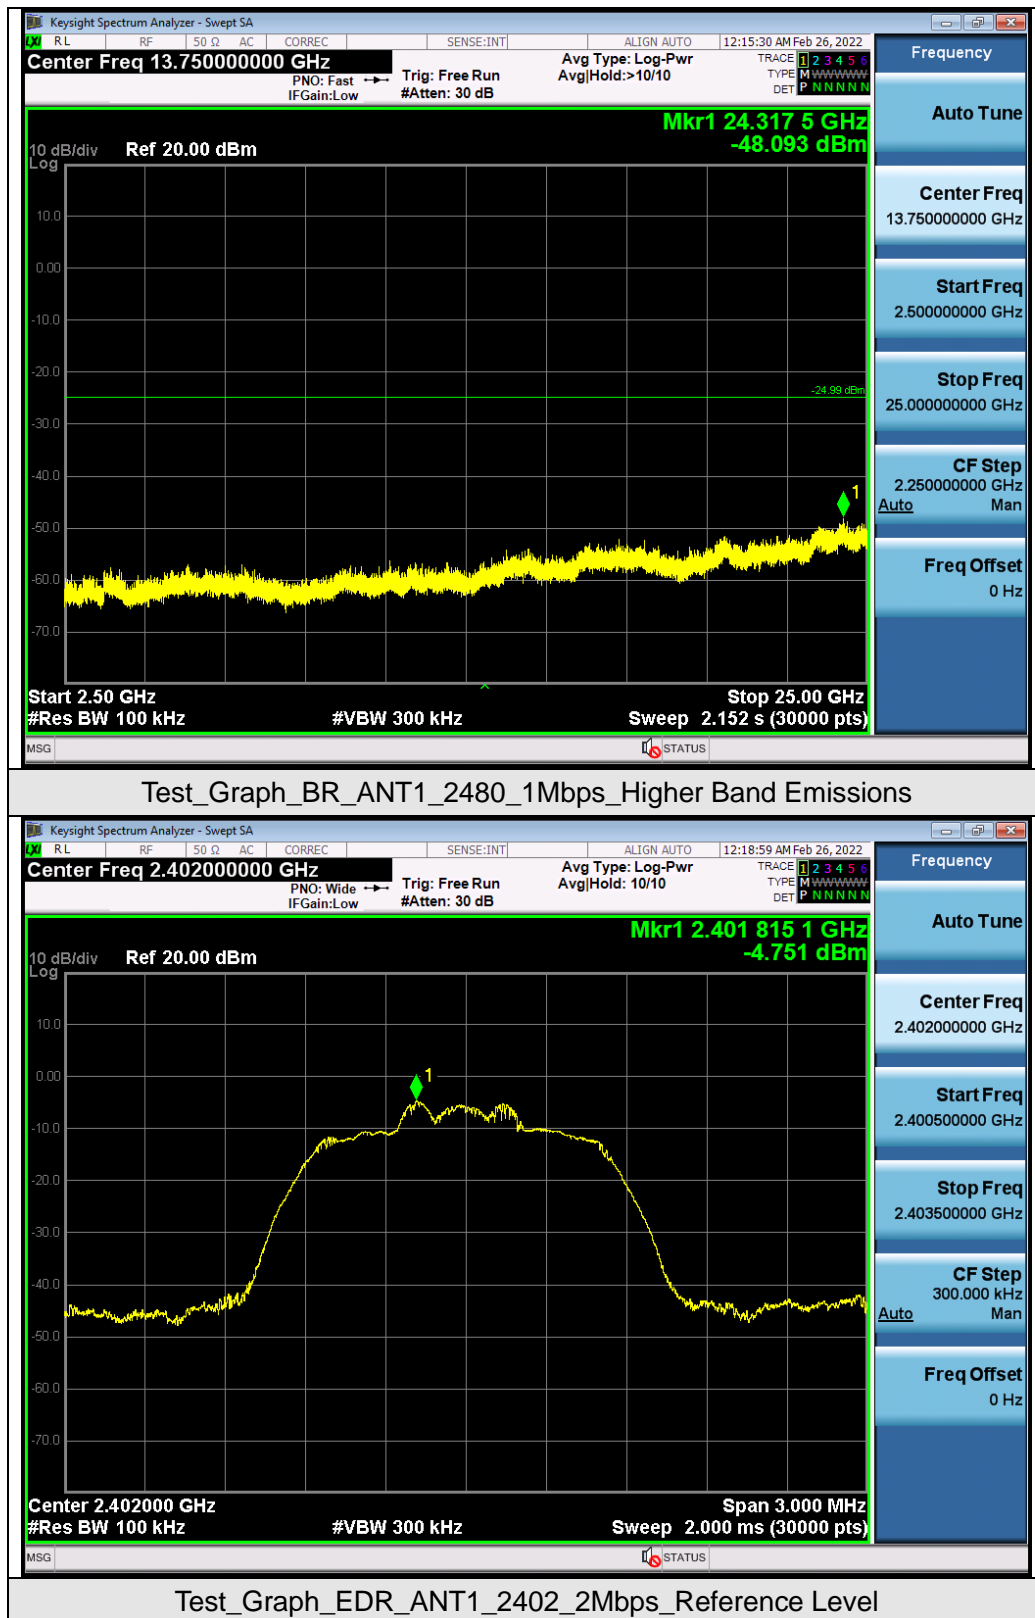 Keysight Spectrum Analyzer - Swept SA
LXI RL RF 50 Ω AC CORREC SENSE:INT ALIGN AUTO 12:15:30 AM Feb 26, 2022
Center Freq 13.750000000 GHz
PNO: Fast
IFGain:Low
Trig: Free Run
#Atten: 30 dB
Avg Type: Log-Pwr
Avg|Hold:>10/10
TRACE 1 2 3 4 5 6
TYPE M WWWWW
DET P N N N N N
Mkr1 24.317 5 GHz
-48.093 dBm
10 dB/div Ref 20.00 dBm
Log
10.0
0.00
-10.0
-20.0
-24.99 dBm
-30.0
-40.0
1
-50.0
-60.0
-70.0
Start 2.50 GHz Stop 25.00 GHz
#Res BW 100 kHz #VBW 300 kHz Sweep 2.152 s (30000 pts)
MSG STATUS
Frequency
Auto Tune
Center Freq
13.750000000 GHz
Start Freq
2.500000000 GHz
Stop Freq
25.000000000 GHz
CF Step
2.250000000 GHz
Auto Man
Freq Offset
0 Hz
Test_Graph_BR_ANT1_2480_1Mbps_Higher Band Emissions
Keysight Spectrum Analyzer - Swept SA
LXI RL RF 50 Ω AC CORREC SENSE:INT ALIGN AUTO 12:18:59 AM Feb 26, 2022
Center Freq 2.402000000 GHz
PNO: Wide
IFGain:Low
Trig: Free Run
#Atten: 30 dB
Avg Type: Log-Pwr
Avg|Hold: 10/10
TRACE 1 2 3 4 5 6
TYPE M WWWWW
DET P N N N N N
Mkr1 2.401 815 1 GHz
-4.751 dBm
10 dB/div Ref 20.00 dBm
Log
10.0
0.00
1
-10.0
-20.0
-30.0
-40.0
-50.0
-60.0
-70.0
Center 2.402000 GHz Span 3.000 MHz
#Res BW 100 kHz #VBW 300 kHz Sweep 2.000 ms (30000 pts)
MSG STATUS
Frequency
Auto Tune
Center Freq
2.402000000 GHz
Start Freq
2.400500000 GHz
Stop Freq
2.403500000 GHz
CF Step
300.000 kHz
Auto Man
Freq Offset
0 Hz
Test_Graph_EDR_ANT1_2402_2Mbps_Reference Level